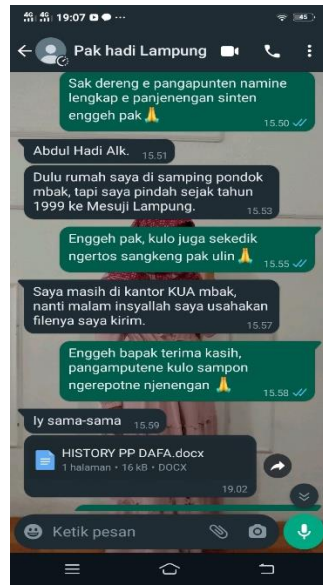 4G 4G 19:07 45
Pak hadi Lampung
Sak dereng e pangapunten namine
lengkap e panjenengan sinten
enggeh pak🙏
15.50
Abdul Hadi Alk. 15.51
Dulu rumah saya di samping pondok
mbak, tapi saya pindah sejak tahun
1999 ke Mesuji Lampung.
15.53
Enggeh pak, kulo juga sekedik
ngertos sangkeng pak ulin🙏
15.55
Saya masih di kantor KUA mbak,
nanti malam insyallah saya usahakan
filenya saya kirim.
15.57
Enggeh bapak terima kasih,
pangamputene kulo sampon
ngerepotne njenengan 🙏
15.58
Iy sama-sama 15.59
HISTORY PP DAFA.docx
1 halaman • 16 kB • DOCX
19.02
Ketik pesan